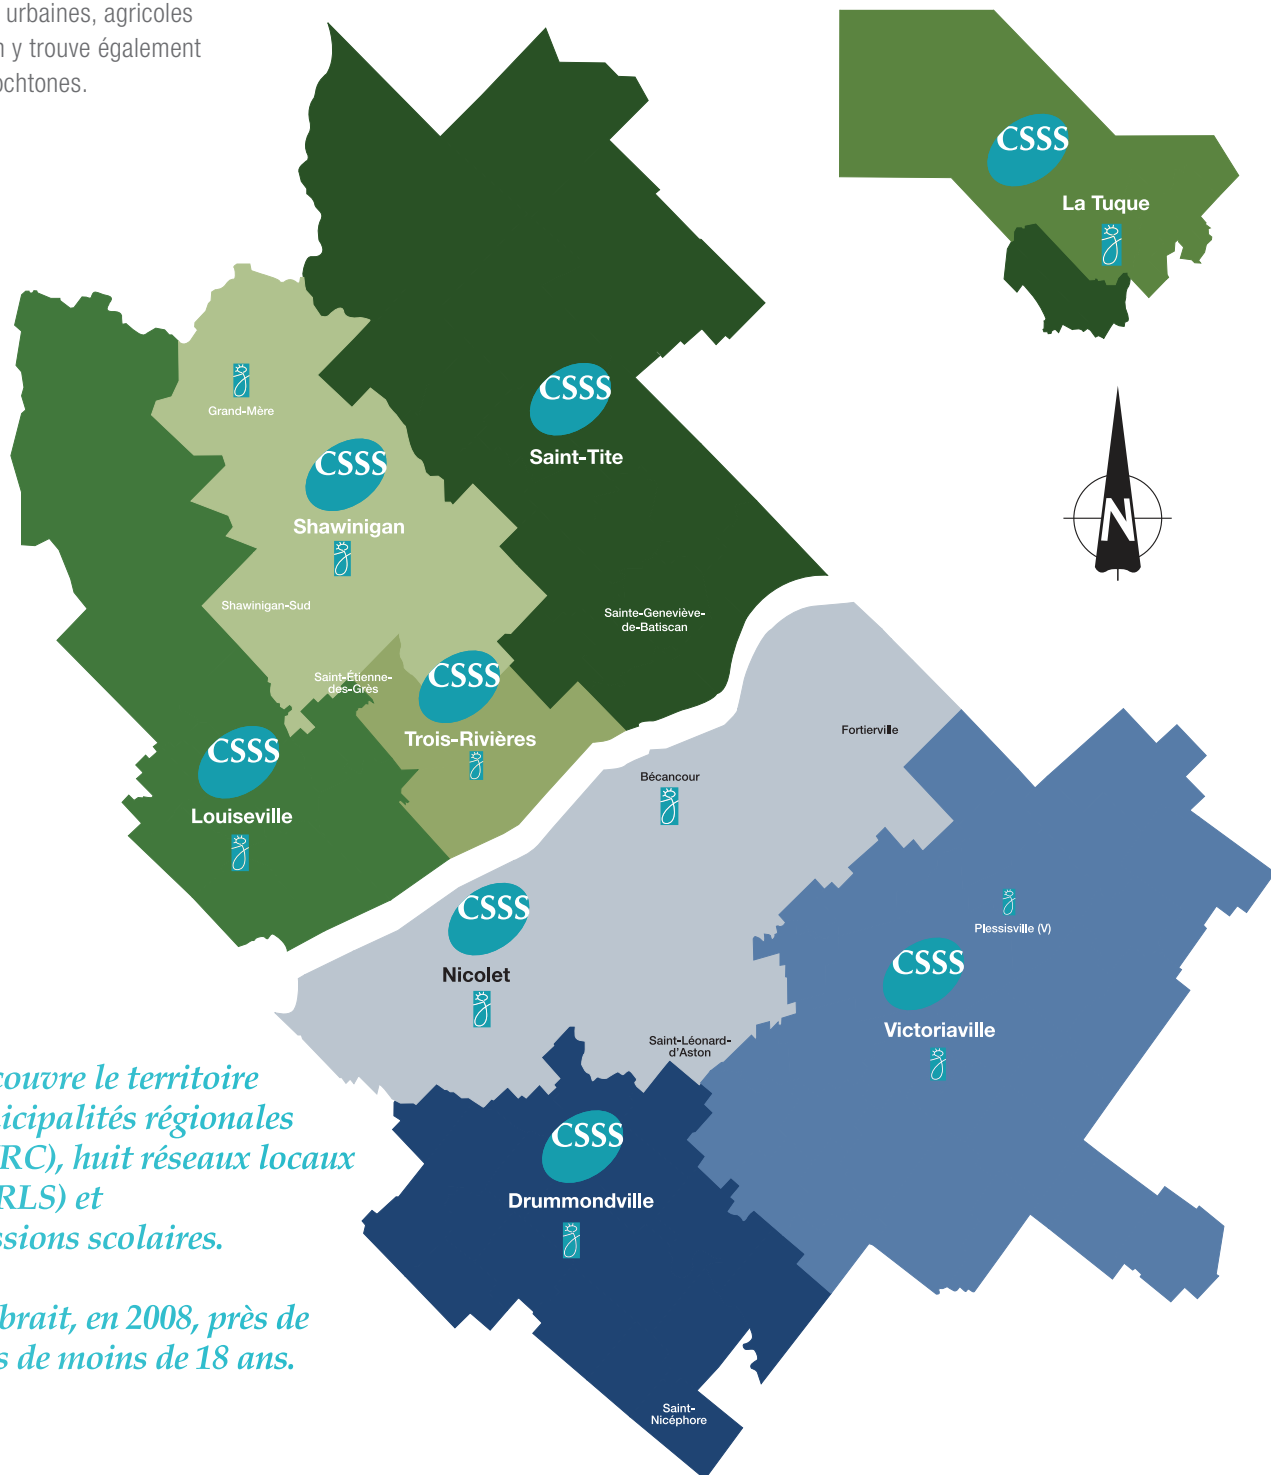 urbaines, agricoles
y trouve également
ochtones.
CSSS
La Tuque
CSSS
Saint-Tite
Grand-Mère
CSSS
Shawinigan
N
Shawinigan-Sud
Sainte-Geneviève-
de-Batiscan
Saint-Étienne-
des-Grès
CSSS
Trois-Rivières
CSSS
Louiseville
Fortierville
Bécancour
CSSS
Nicolet
Plessisville (V)
CSSS
Victoriaville
Saint-Léonard-
d'Aston
CSSS
Drummondville
Saint-
Nicéphore
couvre le territoire
icipalités régionales
RC), huit réseaux locaux
RLS) et
ssions scolaires.
brait, en 2008, près de
s de moins de 18 ans.